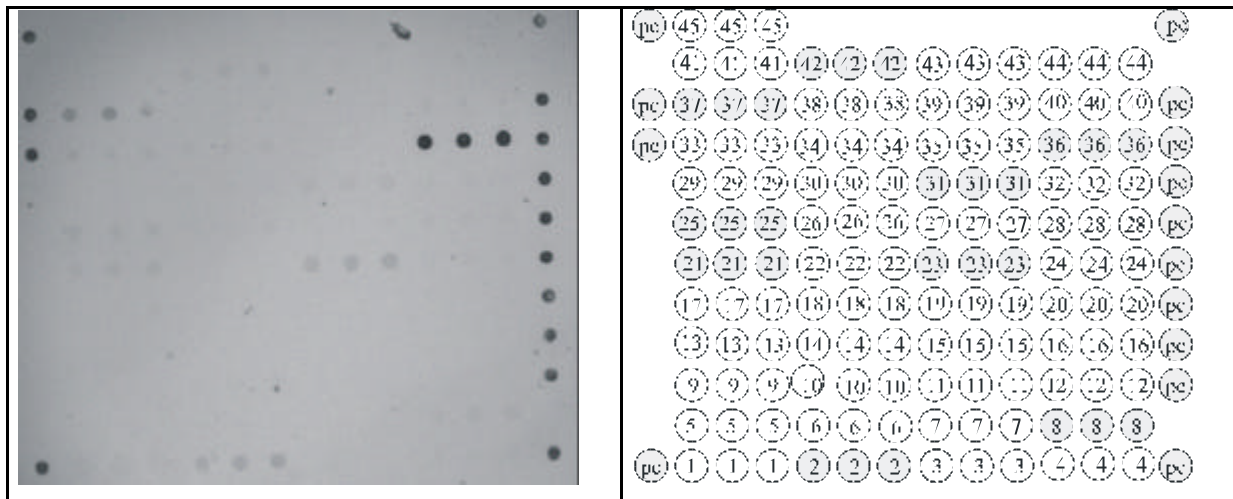 pc 45 45 45 pc
41 41 41 42 42 42 43 43 43 44 44 44
pc 37 37 37 38 38 38 39 39 39 40 40 40 pc
pc 33 33 33 34 34 34 35 35 35 36 36 36 pc
29 29 29 30 30 30 31 31 31 32 32 32 pc
25 25 25 26 26 26 27 27 27 28 28 28 pc
21 21 21 22 22 22 23 23 23 24 24 24 pc
17 17 17 18 18 18 19 19 19 20 20 20 pc
13 13 13 14 14 14 15 15 15 16 16 16 pc
9 9 9 10 10 10 11 11 11 12 12 12 pc
5 5 5 6 6 6 7 7 7 8 8 8
pc 1 1 1 2 2 2 3 3 3 4 4 4 pc